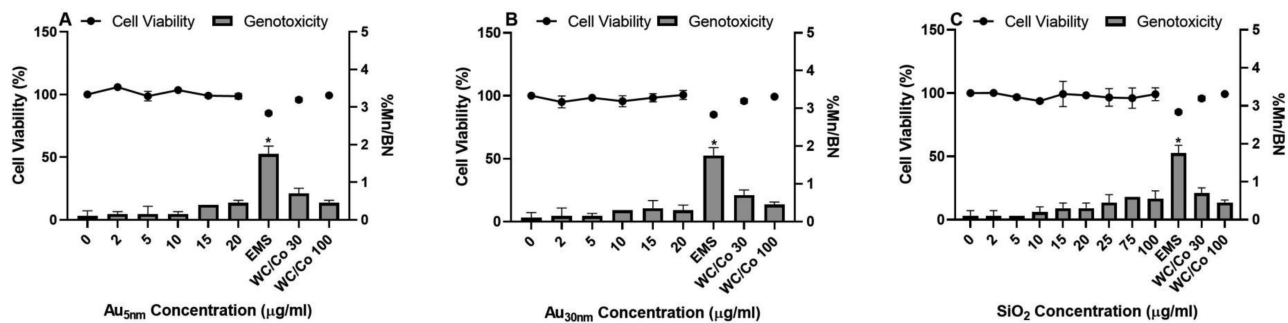 A
Cell Viability Genotoxicity
Cell Viability (%)
150
100
50
0
5
4
3
2
1
0
%Mn/BN
*
0 2 5 10 15 20 EMS WC/Co 30 WC/Co 100
Au5nm Concentration (μg/ml)
B
Cell Viability Genotoxicity
Cell Viability (%)
150
100
50
0
5
4
3
2
1
0
%Mn/BN
*
0 2 5 10 15 20 EMS WC/Co 30 WC/Co 100
Au30nm Concentration (μg/ml)
C
Cell Viability Genotoxicity
Cell Viability (%)
150
100
50
0
5
4
3
2
1
0
%Mn/BN
*
0 2 5 10 15 20 25 75 100 EMS WC/Co 30 WC/Co 100
SiO2 Concentration (μg/ml)